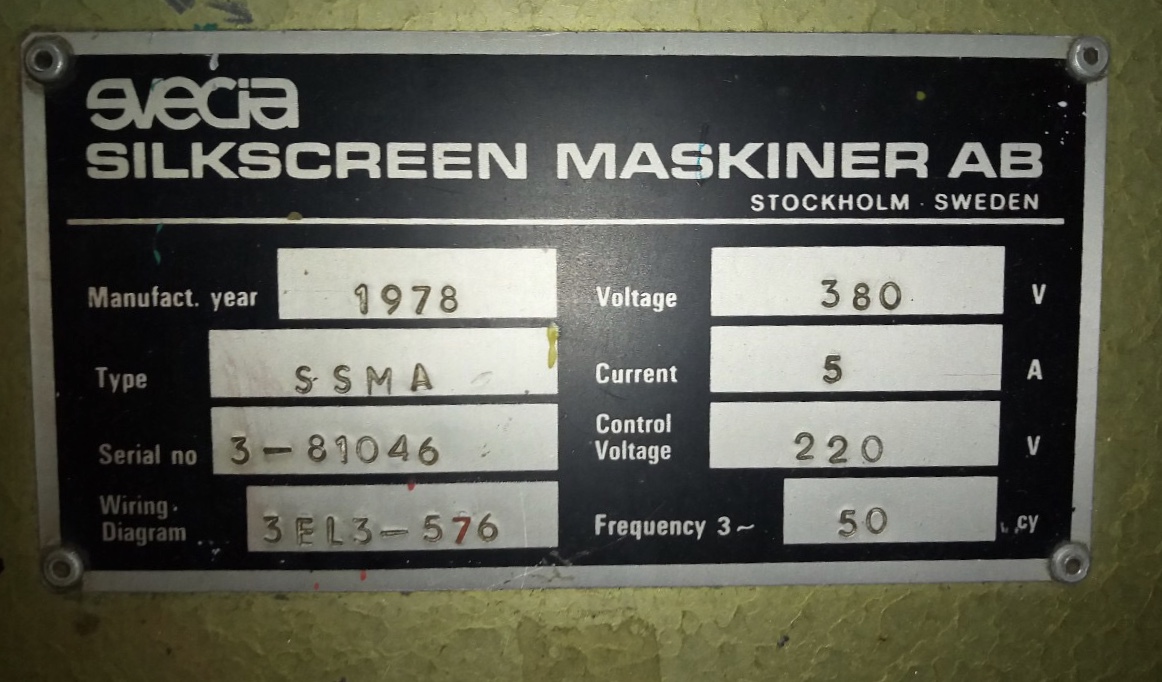 svecia
SILKSCREEN MASKINER AB
STOCKHOLM · SWEDEN
Manufact. year 1978
Type SSMA
Serial no 3-81046
Wiring-
Diagram 3EL3-576
Voltage 380 V
Current 5 A
Control
Voltage 220 V
Frequency 3~ 50 cy